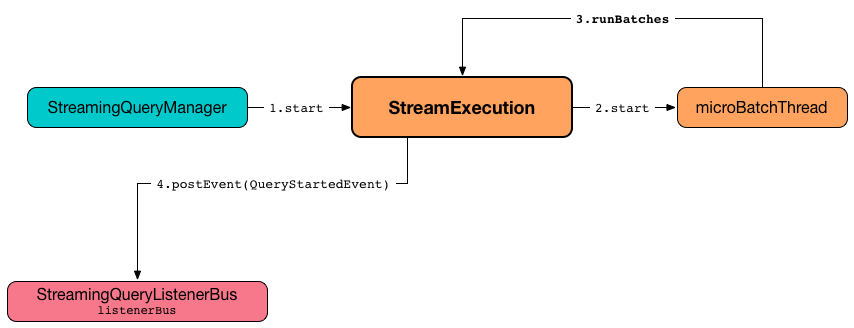 3.runBatches
StreamingQueryManager
1.start
StreamExecution
2.start
microBatchThread
4.postEvent(QueryStartedEvent)
StreamingQueryListenerBus
listenerBus